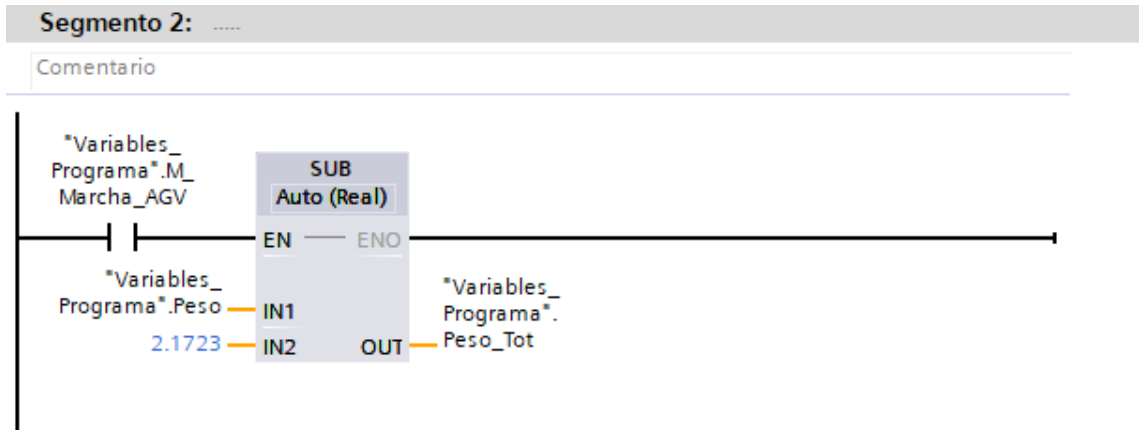 Segmento 2: .....
Comentario
"Variables_
Programa".M_
Marcha_AGV
SUB
Auto (Real)
EN
ENO
"Variables_
Programa".Peso
IN1
2.1723
IN2
OUT
"Variables_
Programa".
Peso_Tot